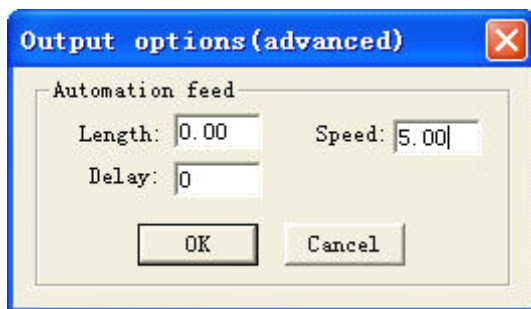 Output options(advanced)
Automation feed
Length: 0.00 Speed: 5.00
Delay: 0
OK Cancel